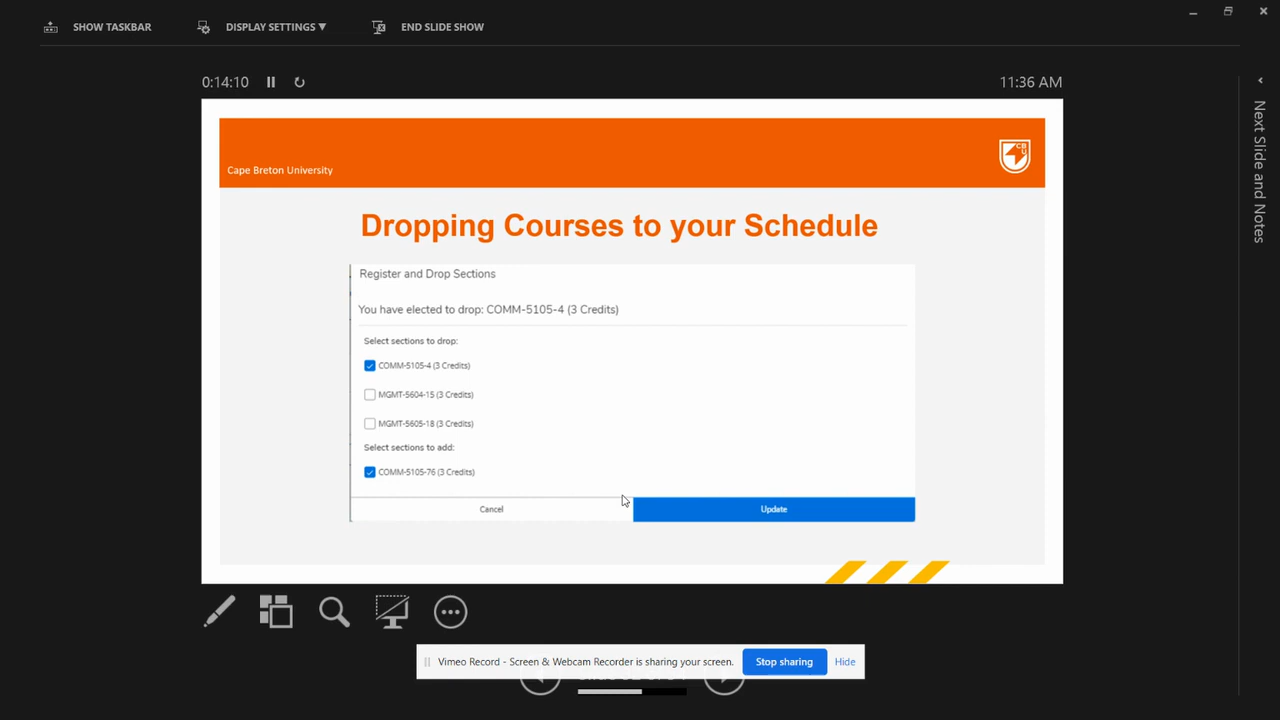 SHOW TASKBAR DISPLAY SETTINGS ▼ END SLIDE SHOW
0:14:10 11:36 AM
Next Slide and Notes
Cape Breton University
CB
U
Dropping Courses to your Schedule
Register and Drop Sections
You have elected to drop: COMM-5105-4 (3 Credits)
Select sections to drop:
COMM-5105-4 (3 Credits)
MGMT-5604-15 (3 Credits)
MGMT-5605-18 (3 Credits)
Select sections to add:
COMM-5105-76 (3 Credits)
Cancel Update
Vimeo Record - Screen & Webcam Recorder is sharing your screen. Stop sharing Hide